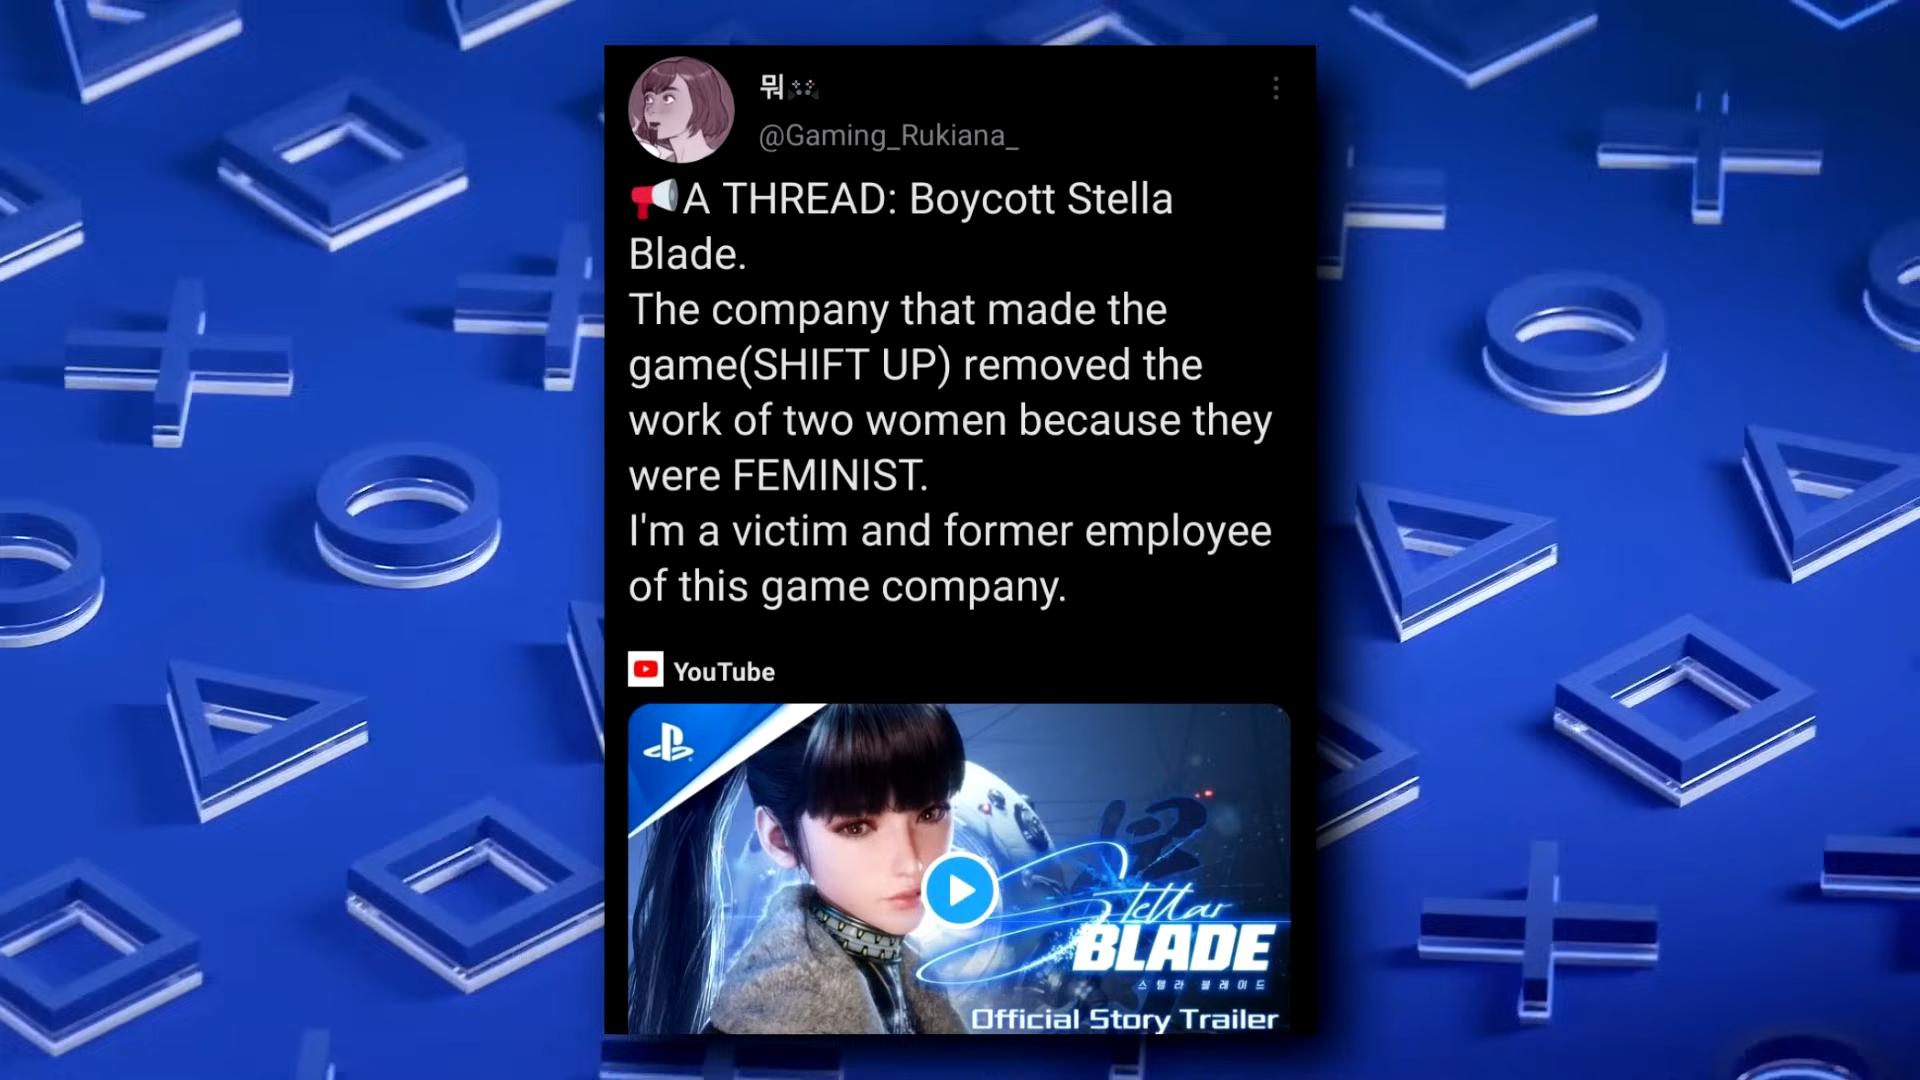 뭐
@Gaming_Rukiana_
A THREAD: Boycott Stella
Blade.
The company that made the
game(SHIFT UP) removed the
work of two women because they
were FEMINIST.
I'm a victim and former employee
of this game company.
YouTube
Stellar
BLADE
스텔라 블레이드
Official Story Trailer